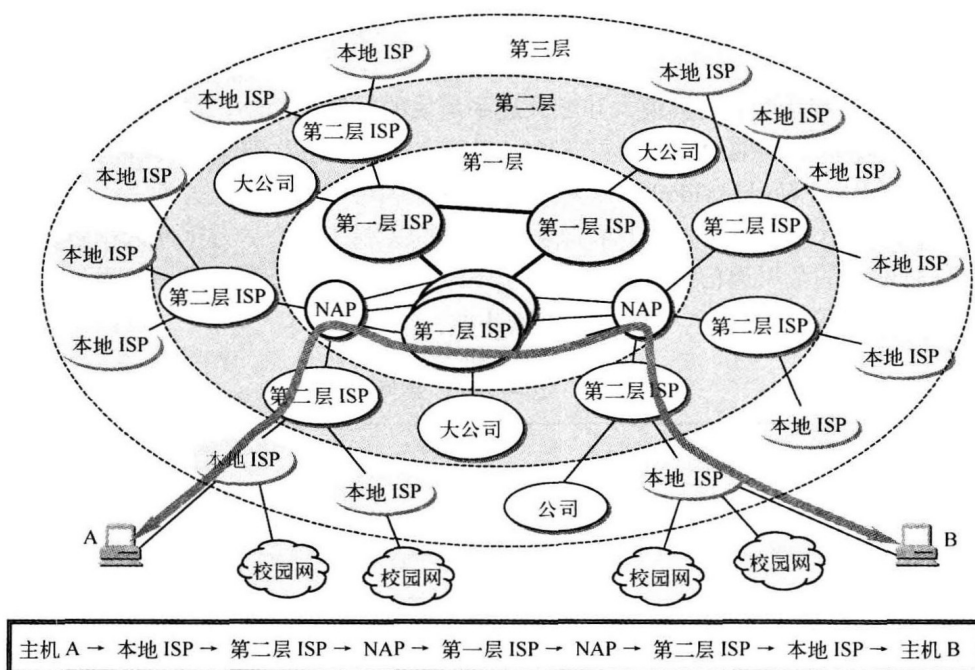 第三层
本地 ISP
本地 ISP
本地 ISP
第二层
本地 ISP
第二层 ISP
大公司
第一层
本地 ISP
本地 ISP
大公司
第一层 ISP
第一层 ISP
第二层 ISP
本地 ISP
本地 ISP
第二层 ISP
NAP
NAP
第一层 ISP
第二层 ISP
本地 ISP
本地 ISP
第二层 ISP
第二层 ISP
大公司
本地 ISP
本地 ISP
本地 ISP
本地 ISP
公司
A
B
校园网
校园网
校园网
校园网
主机 A → 本地 ISP → 第二层 ISP → NAP → 第一层 ISP → NAP → 第二层 ISP → 本地 ISP → 主机 B